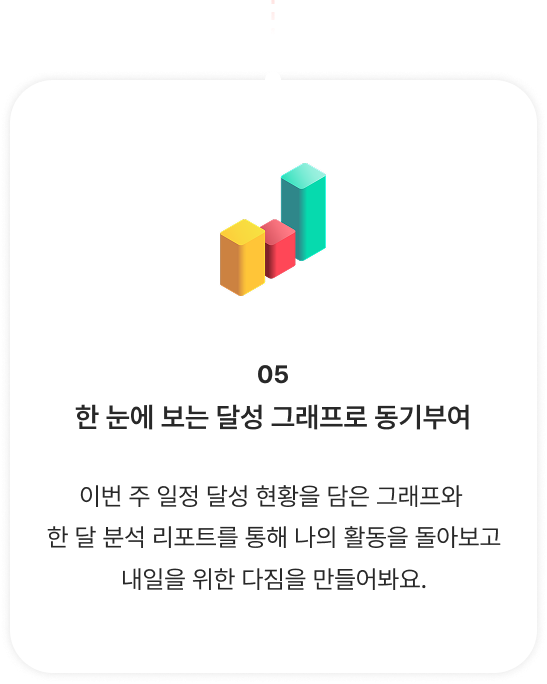 05
한 눈에 보는 달성 그래프로 동기부여
이번 주 일정 달성 현황을 담은 그래프와
한 달 분석 리포트를 통해 나의 활동을 돌아보고
내일을 위한 다짐을 만들어봐요.